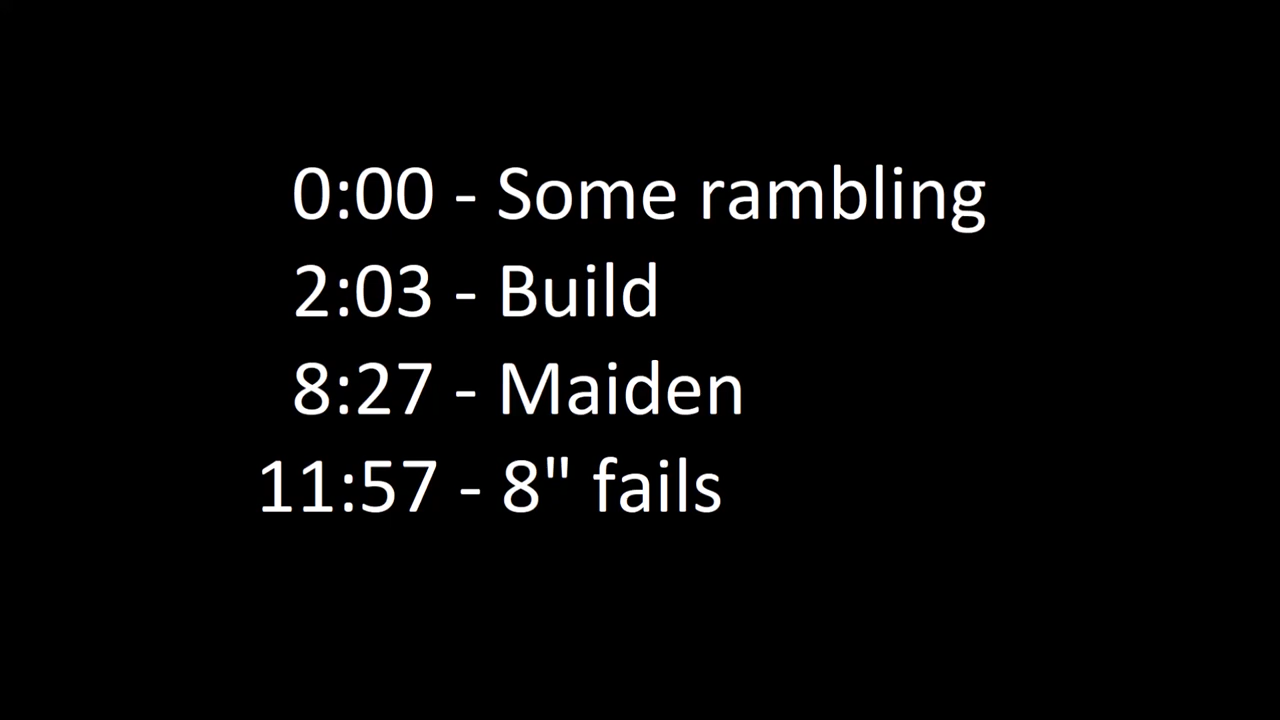 0:00 - Some rambling
2:03 - Build
8:27 - Maiden
11:57 - 8" fails